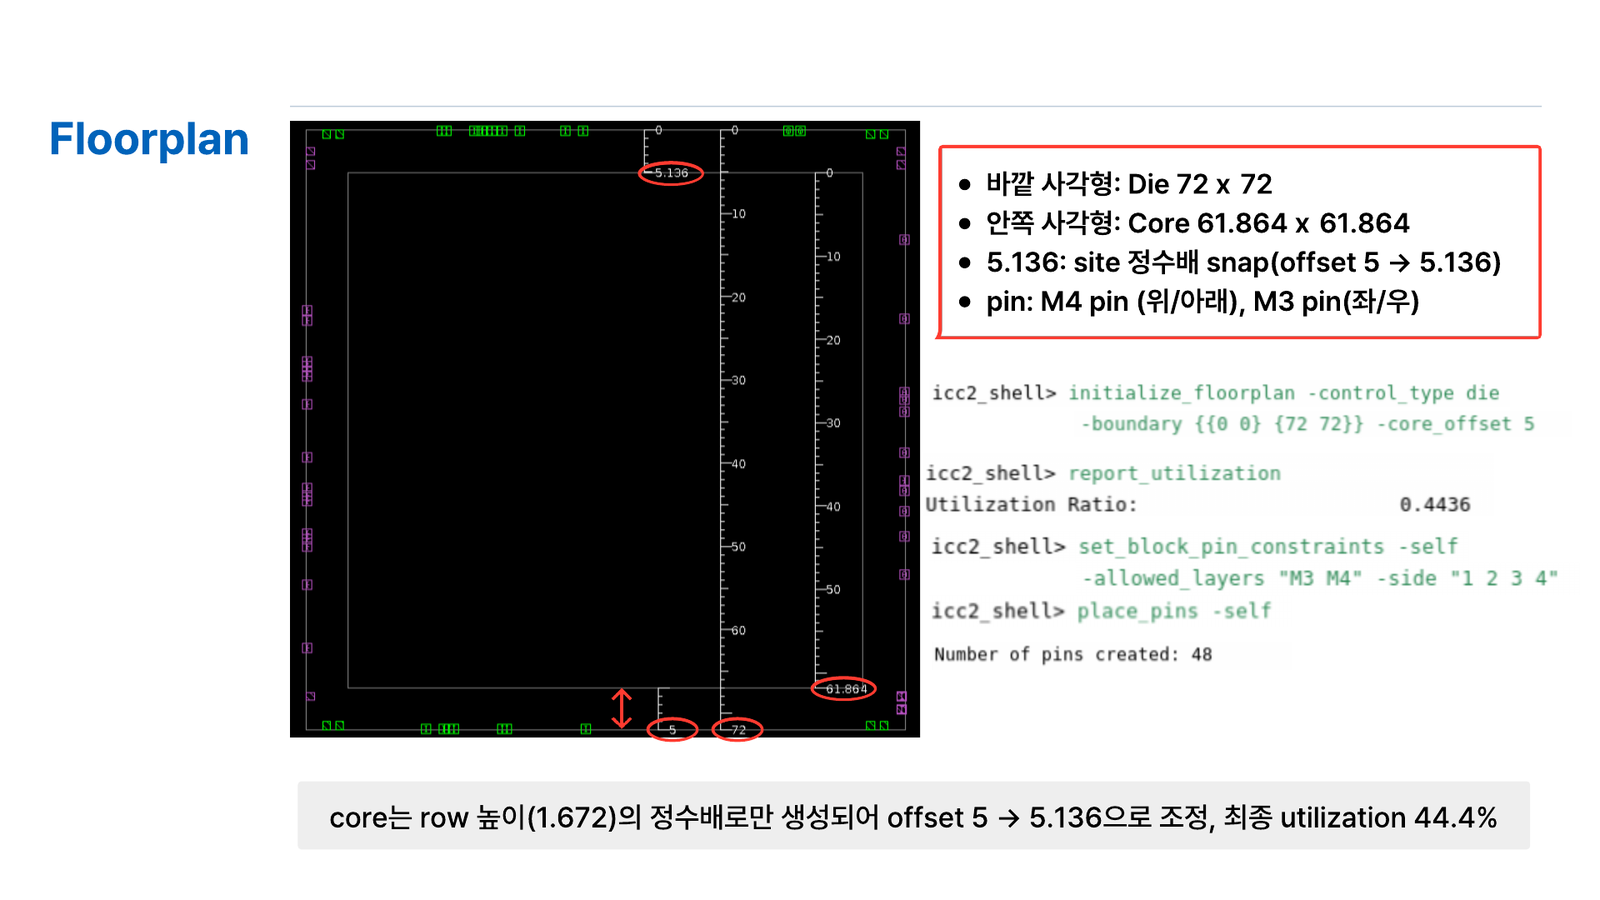 Floorplan
0
5.136
0
10
20
30
40
50
60
72
0
10
20
30
40
50
61.864
5
• 바깥 사각형: Die 72 x 72
• 안쪽 사각형: Core 61.864 x 61.864
• 5.136: site 정수배 snap(offset 5 → 5.136)
• pin: M4 pin (위/아래), M3 pin(좌/우)
icc2_shell> initialize_floorplan -control_type die
-boundary {{0 0} {72 72}} -core_offset 5
icc2_shell> report_utilization
Utilization Ratio: 0.4436
icc2_shell> set_block_pin_constraints -self
-allowed_layers "M3 M4" -side "1 2 3 4"
icc2_shell> place_pins -self
Number of pins created: 48
core는 row 높이(1.672)의 정수배로만 생성되어 offset 5 → 5.136으로 조정, 최종 utilization 44.4%